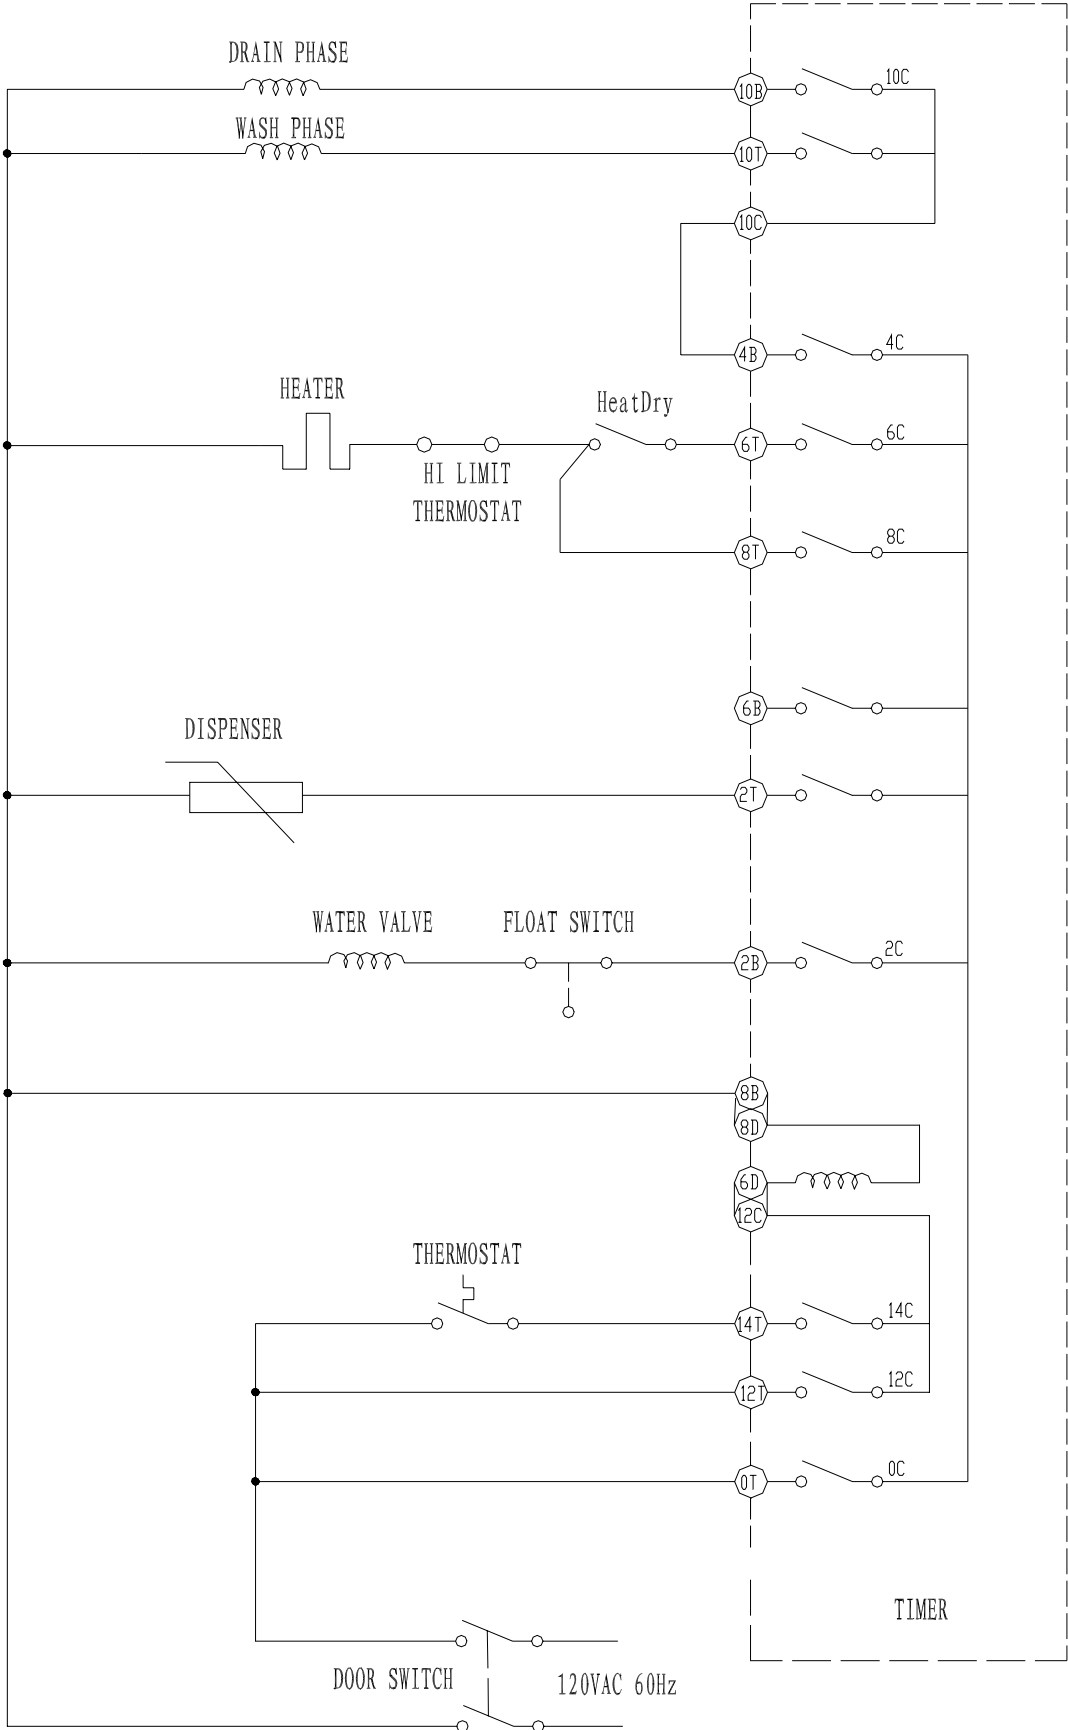 DRAIN PHASE
10B
10C
WASH PHASE
10T
10C
4B
4C
HEATER
HeatDry
6T
6C
HI LIMIT
THERMOSTAT
8T
8C
6B
DISPENSER
2T
WATER VALVE
FLOAT SWITCH
2B
2C
8B
8D
6D
12C
THERMOSTAT
14T
14C
12T
12C
0T
0C
TIMER
DOOR SWITCH
120VAC 60Hz